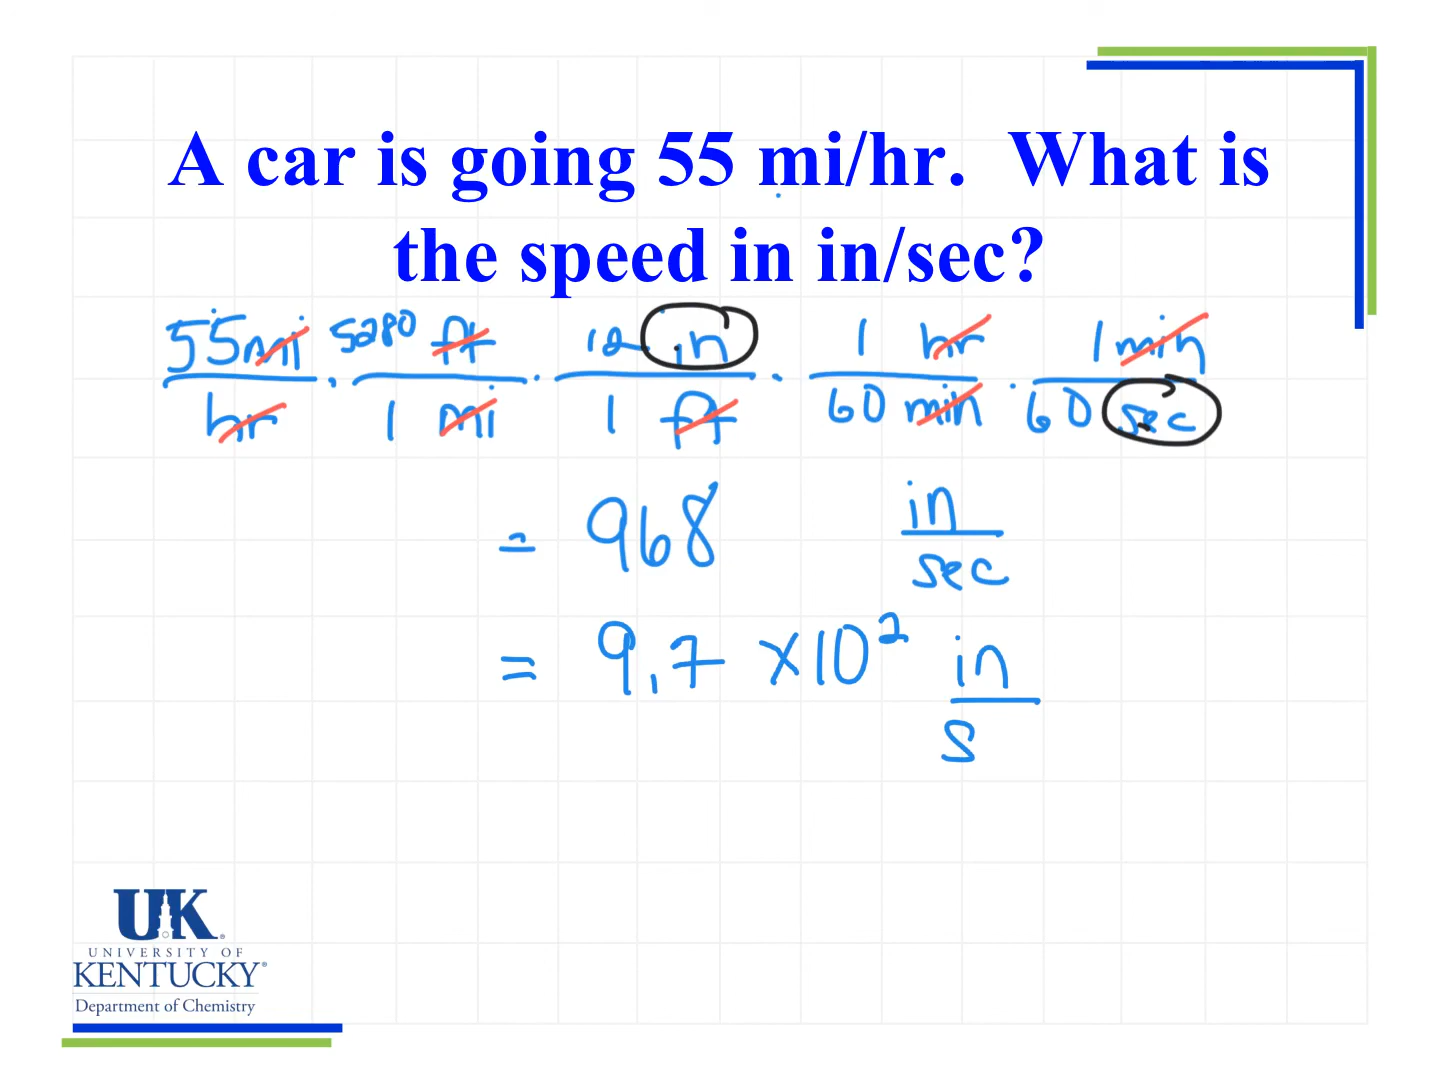 A car is going 55 mi/hr. What is
the speed in in/sec?
55 mi / hr · 5280 ft / 1 mi · 12 in / 1 ft · 1 hr / 60 min · 1 min / 60 sec
= 968 in / sec
= 9.7 ×10² in / s
UK
UNIVERSITY OF
KENTUCKY
Department of Chemistry